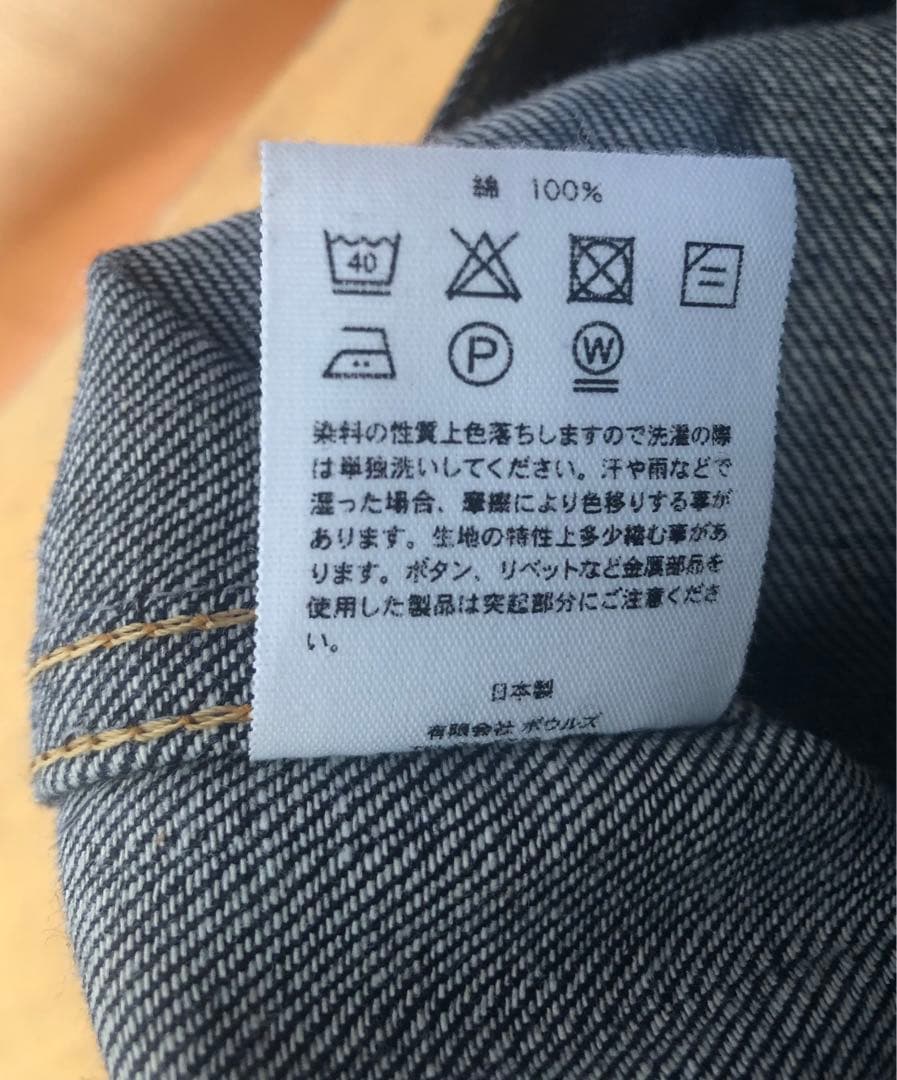 綿 100%
40
P
W
染料の性質上色落ちしますので洗濯の際
は単独洗いしてください。汗や雨などで
湿った場合、摩擦により色移りする事が
あります。生地の特性上多少縮む事があ
ります。ボタン、リベットなど金属部品を
使用した製品は突起部分にご注意くださ
い。
日本製
有限会社 ボウルズ